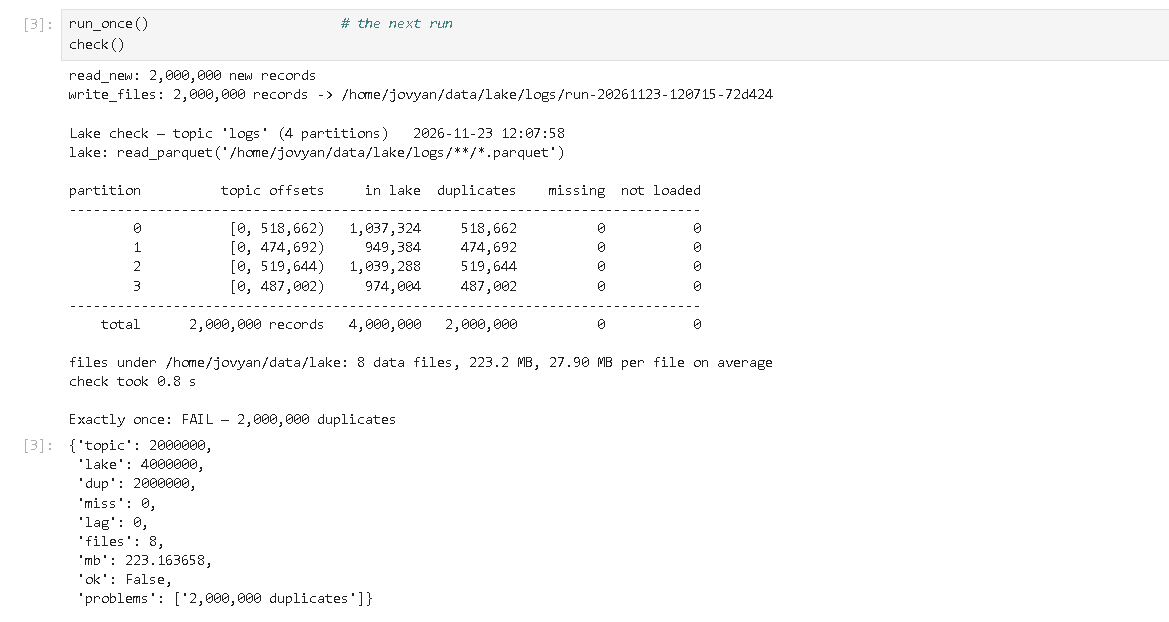 [3]: run_once()                       # the next run
check()
read_new: 2,000,000 new records
write_files: 2,000,000 records -> /home/jovyan/data/lake/logs/run-20261123-120715-72d424
Lake check — topic 'logs' (4 partitions)   2026-11-23 12:07:58
lake: read_parquet('/home/jovyan/data/lake/logs/**/*.parquet')
partition          topic offsets     in lake  duplicates    missing  not loaded
------------------------------------------------------------------------------
0           [0, 518,662)   1,037,324     518,662          0           0
1           [0, 474,692)     949,384     474,692          0           0
2           [0, 519,644)   1,039,288     519,644          0           0
3           [0, 487,002)     974,004     487,002          0           0
------------------------------------------------------------------------------
total      2,000,000 records   4,000,000   2,000,000          0           0
files under /home/jovyan/data/lake: 8 data files, 223.2 MB, 27.90 MB per file on average
check took 0.8 s
Exactly once: FAIL — 2,000,000 duplicates
[3]: {'topic': 2000000,
'lake': 4000000,
'dup': 2000000,
'miss': 0,
'lag': 0,
'files': 8,
'mb': 223.163658,
'ok': False,
'problems': ['2,000,000 duplicates']}